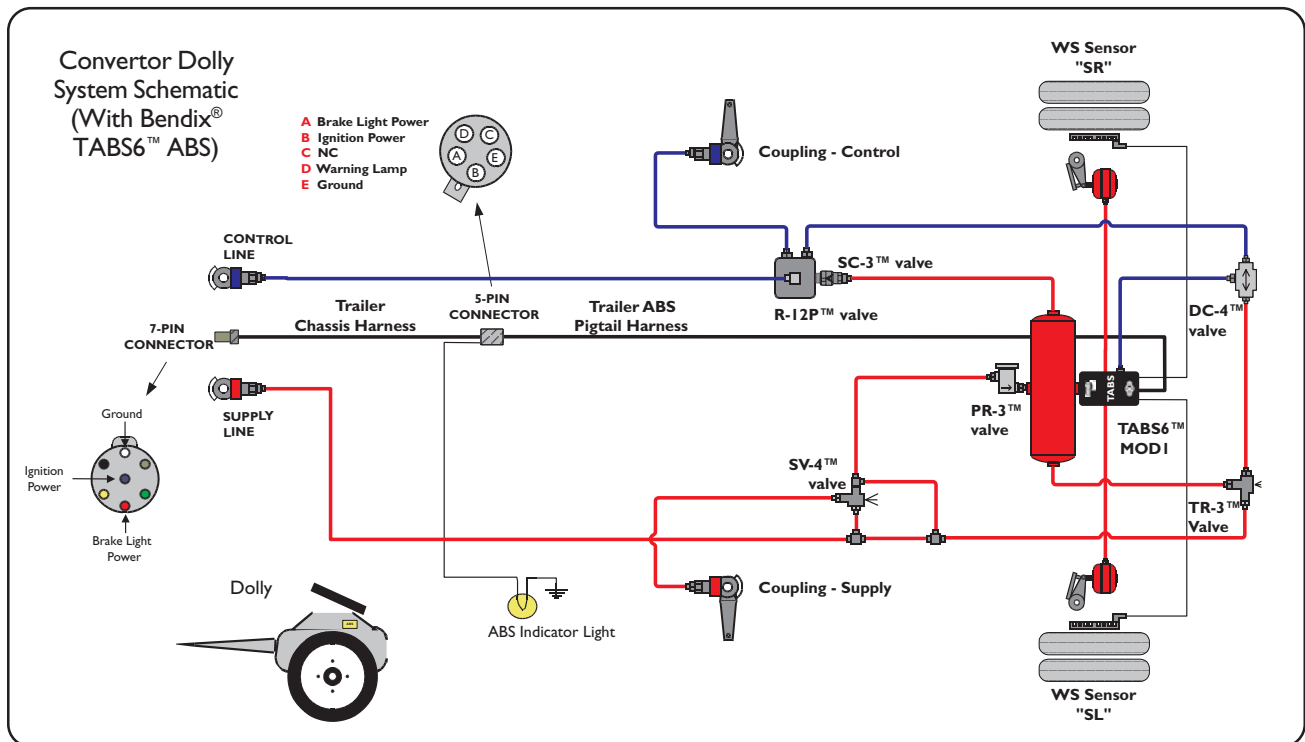 Convertor Dolly
System Schematic
(With Bendix®
TABS6™ ABS)
A Brake Light Power
B Ignition Power
C NC
D Warning Lamp
E Ground
D
C
A
E
B
Coupling - Control
WS Sensor
"SR"
CONTROL
LINE
SC-3™ valve
R-12P™ valve
DC-4™
valve
Trailer
Chassis Harness
5-PIN
CONNECTOR
Trailer ABS
Pigtail Harness
7-PIN
CONNECTOR
SUPPLY
LINE
PR-3™
valve
TABS
TABS6™
MOD1
Ground
Ignition
Power
Brake Light
Power
SV-4™
valve
TR-3™
Valve
Coupling - Supply
Dolly
ABS
ABS Indicator Light
WS Sensor
"SL"